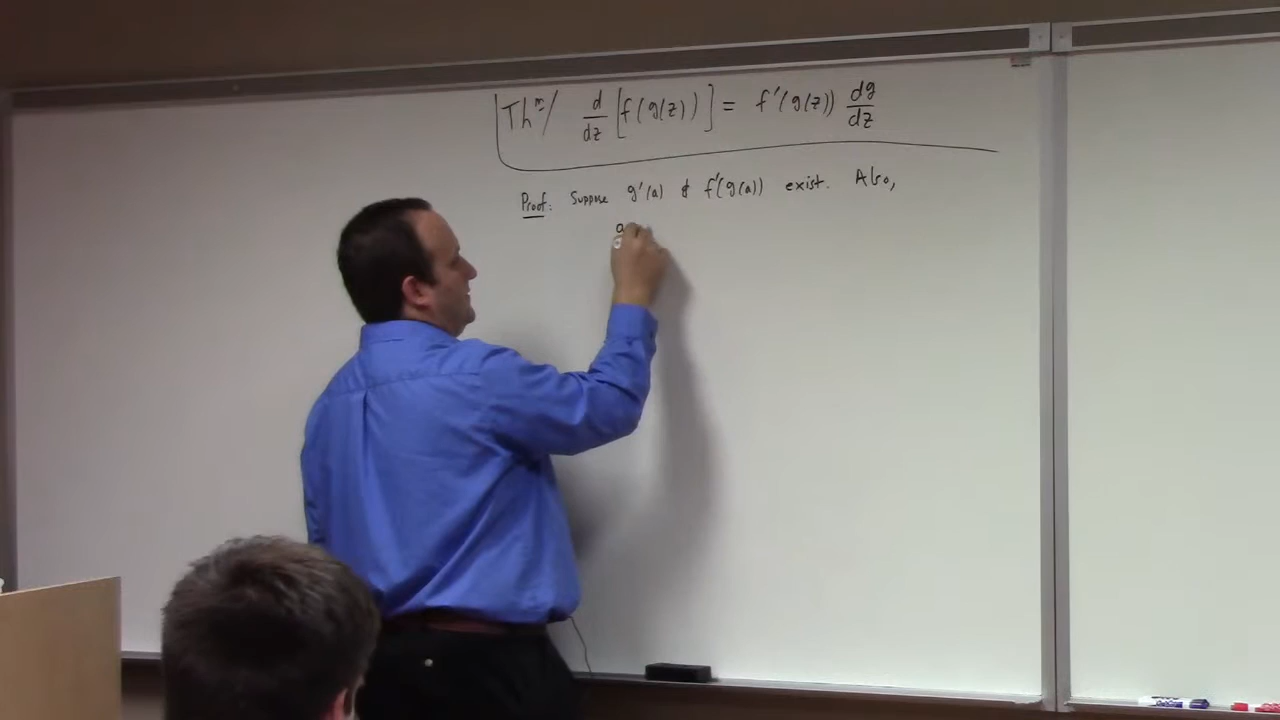 Thᵐ/ d/dz [f(g(z))] = f'(g(z)) dg/dz
Proof: Suppose g'(a) & f'(g(a)) exist. Also,
g